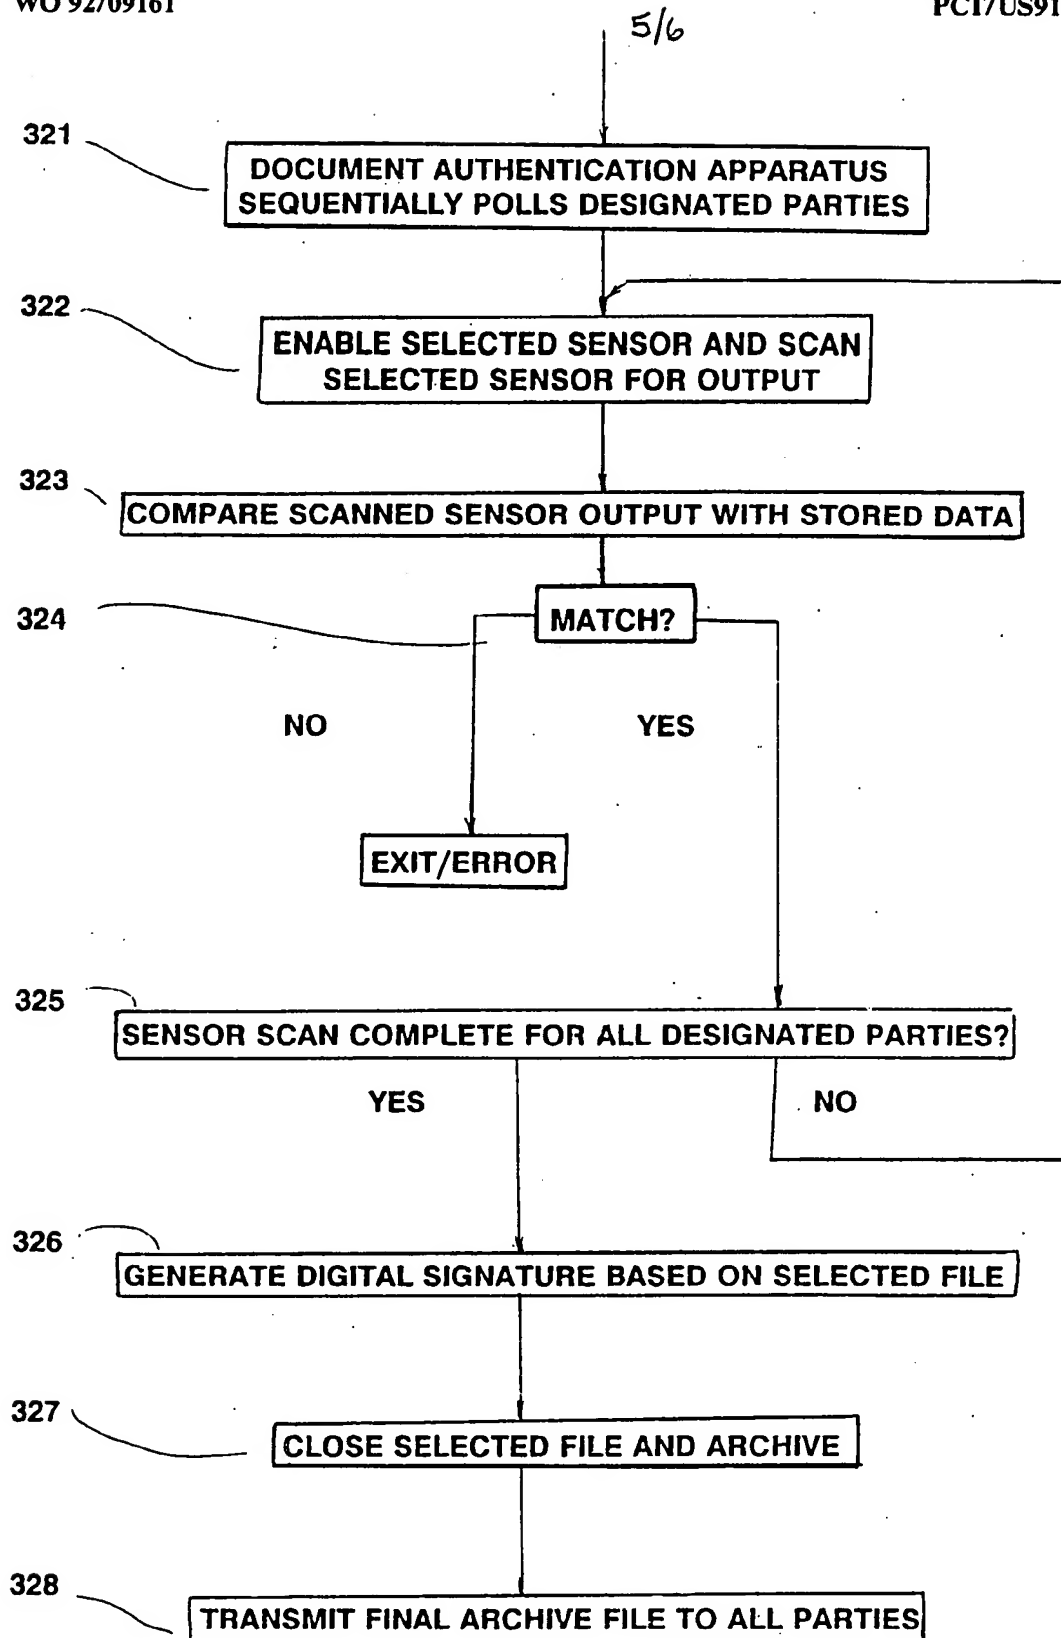 WO 92/09161
PCT/US91
5/6
321
DOCUMENT AUTHENTICATION APPARATUS
SEQUENTIALLY POLLS DESIGNATED PARTIES
322
ENABLE SELECTED SENSOR AND SCAN
SELECTED SENSOR FOR OUTPUT
323
COMPARE SCANNED SENSOR OUTPUT WITH STORED DATA
324
MATCH?
NO
YES
EXIT/ERROR
325
SENSOR SCAN COMPLETE FOR ALL DESIGNATED PARTIES?
YES
NO
326
GENERATE DIGITAL SIGNATURE BASED ON SELECTED FILE
327
CLOSE SELECTED FILE AND ARCHIVE
328
TRANSMIT FINAL ARCHIVE FILE TO ALL PARTIES